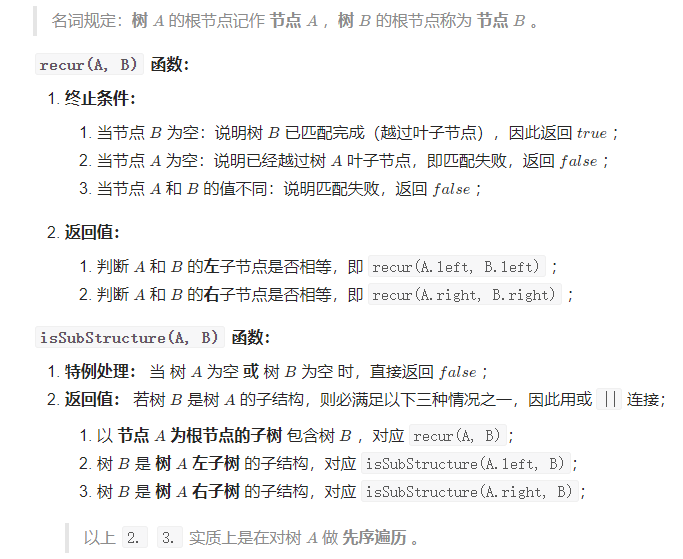 名词规定：树 A 的根节点记作 节点 A ，树 B 的根节点称为 节点 B 。
recur(A, B) 函数：
1. 终止条件：
1. 当节点 B 为空：说明树 B 已匹配完成（越过叶子节点），因此返回 true ；
2. 当节点 A 为空：说明已经越过树 A 叶子节点，即匹配失败，返回 false ；
3. 当节点 A 和 B 的值不同：说明匹配失败，返回 false ；
2. 返回值：
1. 判断 A 和 B 的左子节点是否相等，即 recur(A.left, B.left) ；
2. 判断 A 和 B 的右子节点是否相等，即 recur(A.right, B.right) ；
isSubStructure(A, B) 函数：
1. 特例处理： 当 树 A 为空 或 树 B 为空 时，直接返回 false ；
2. 返回值： 若树 B 是树 A 的子结构，则必满足以下三种情况之一，因此用或 || 连接；
1. 以 节点 A 为根节点的子树 包含树 B ，对应 recur(A, B)；
2. 树 B 是 树 A 左子树 的子结构，对应 isSubStructure(A.left, B)；
3. 树 B 是 树 A 右子树 的子结构，对应 isSubStructure(A.right, B)；
以上 2. 3. 实质上是在对树 A 做 先序遍历 。